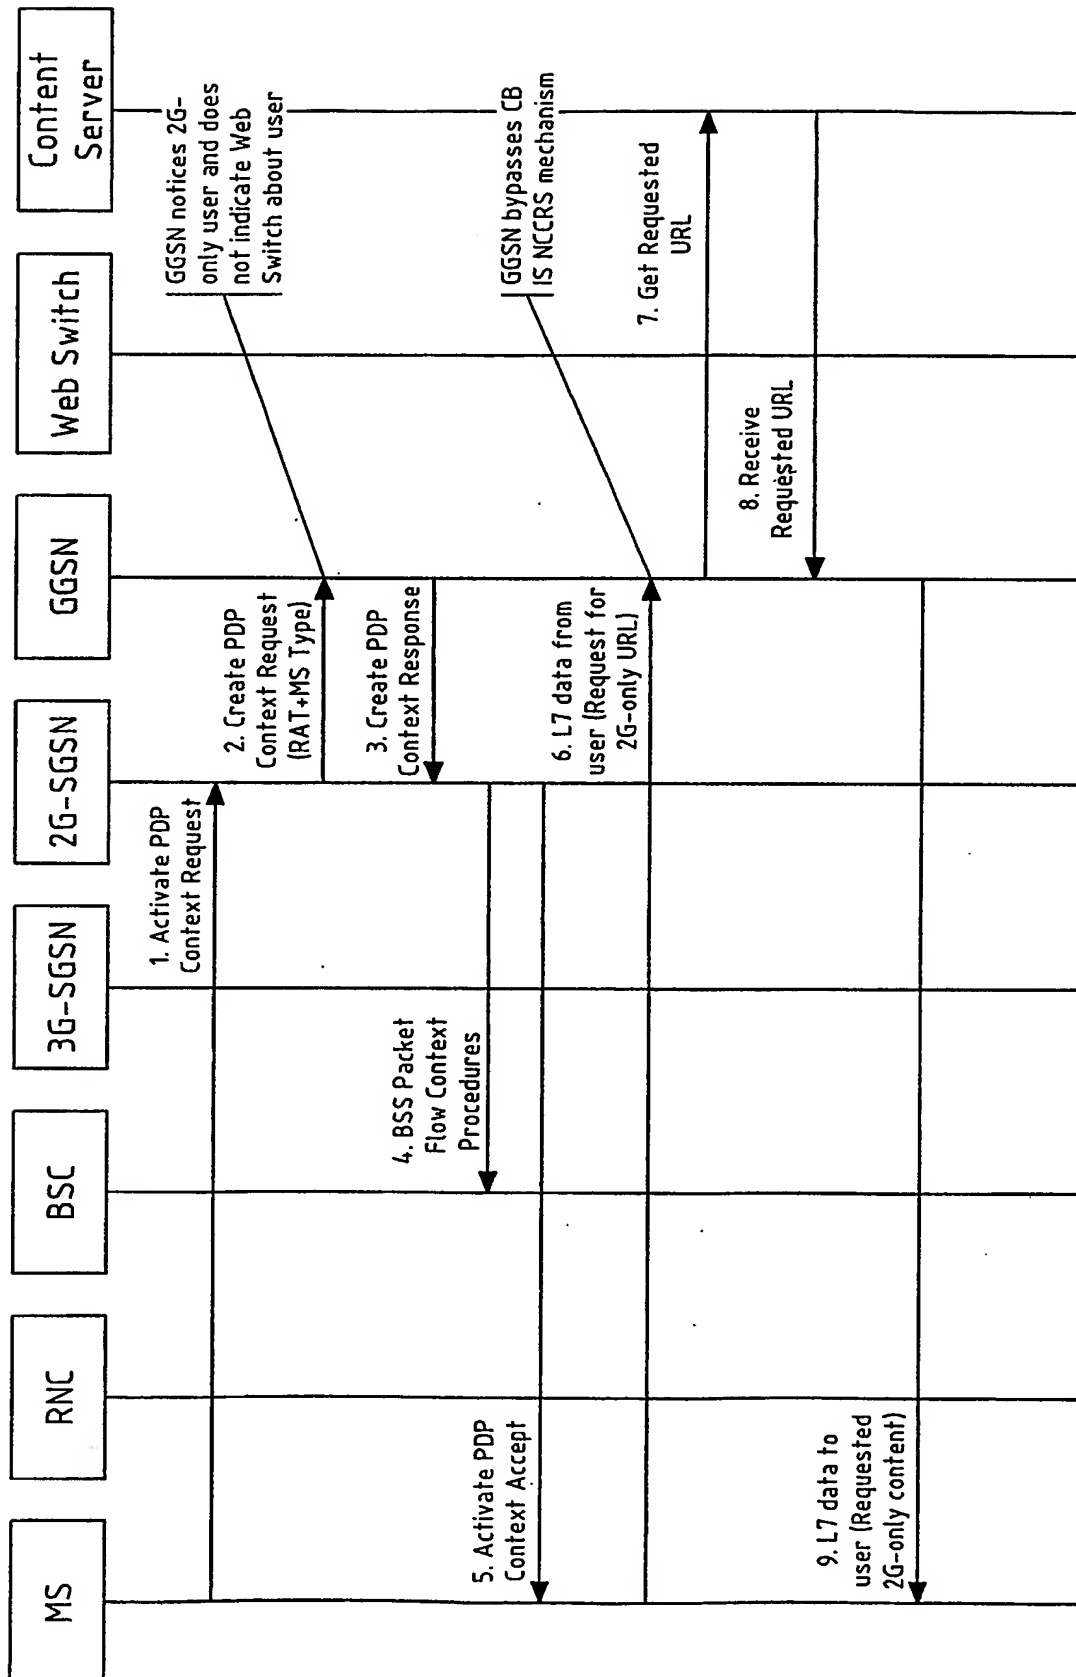 MS
RNC
BSC
3G-SGSN
2G-SGSN
GGSN
Web Switch
Content
Server
1. Activate PDP
Context Request
2. Create PDP
Context Request
(RAT+MS Type)
GGSN notices 2G-
only user and does
not indicate Web
Switch about user
3. Create PDP
Context Response
4. BSS Packet
Flow Context
Procedures
5. Activate PDP
Context Accept
6. L7 data from
user (Request for
2G-only URL)
GGSN bypasses CB
IS NCCRS mechanism
7. Get Requested
URL
8. Receive
Requested URL
9. L7 data to
user (Requested
2G-only content)